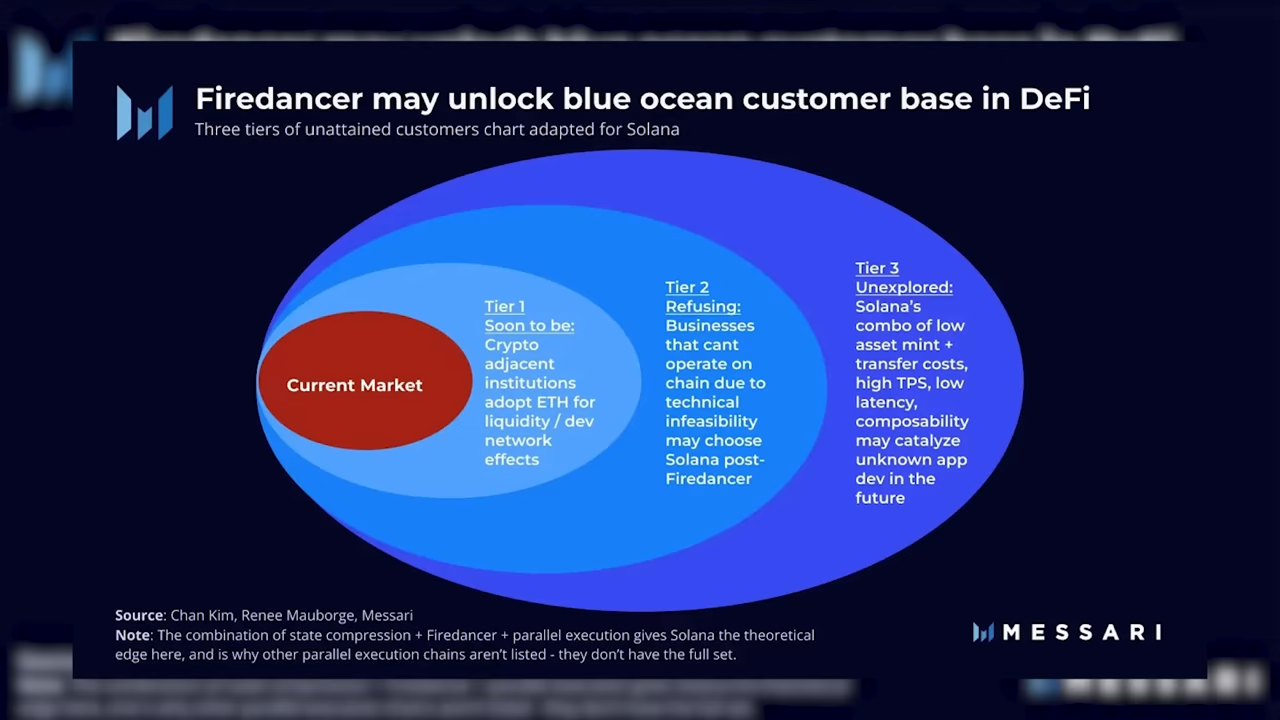 Firedancer may unlock blue ocean customer base in DeFi
Three tiers of unattained customers chart adapted for Solana
Current Market
Tier 1
Soon to be:
Crypto
adjacent
institutions
adopt ETH for
liquidity / dev
network
effects
Tier 2
Refusing:
Businesses
that cant
operate on
chain due to
technical
infeasibility
may choose
Solana post-
Firedancer
Tier 3
Unexplored:
Solana's
combo of low
asset mint +
transfer costs,
high TPS, low
latency,
composability
may catalyze
unknown app
dev in the
future
Source: Chan Kim, Renee Mauborge, Messari
Note: The combination of state compression + Firedancer + parallel execution gives Solana the theoretical
edge here, and is why other parallel execution chains aren't listed - they don't have the full set.
MESSARI